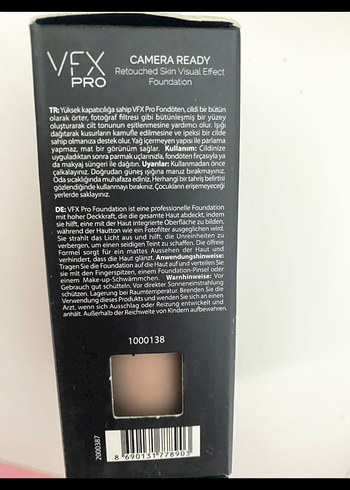 VFX
PRO
CAMERA READY
Retouched Skin Visual Effect
Foundation
TR: Yüksek kapatıcılığa sahip VFX Pro Fondöten, cildi bir bütün
olarak örter, fotoğraf filtresi gibi bütünleşmiş bir yüzey
oluşturarak cilt tonunun eşitlenmesine yardımcı olur. Işığı
dağıtarak kusurların kamufle edilmesine ve ipeksi bir cilde
sahip olmanıza destek olur. Yağ içermeyen yapısı ile parlama
yapmaz, mat bir görünüm sağlar. Kullanım: Cildinize
uyguladıktan sonra parmak uçlarınızla, fondöten fırçasıyla ya
da makyaj süngeri ile dağıtın. Uyarılar: Kullanmadan önce
çalkalayınız. Doğrudan güneş ışığına maruz bırakmayınız.
Oda sıcaklığında muhafaza ediniz. Herhangi bir tahriş belirtisi
gözlendiğinde kullanmayı bırakınız. Çocukların erişemeyeceği
yerlerde saklayınız.
DE: VFX Pro Foundation ist eine professionelle Foundation
mit hoher Deckkraft, die die gesamte Haut abdeckt, indem
sie hilft, eine mit der Haut integrierte Oberfläche zu bilden,
während der Hautton wie ein Fotofilter ausgeglichen wird.
Sie strahlt das Licht aus und hilft, die Unreinheiten zu
verbergen, um einen seidigen Teint zu schaffen. Die ölfreie
Formel sorgt für ein mattes Aussehen der Haut und
verhindert, dass die Haut glänzt. Anwendungshinweise:
Tragen Sie die Foundation auf die Haut auf und verteilen Sie
sie mit den Fingerspitzen, einem Foundation-Pinsel oder
einem Make-up-Schwämmchen. Warnhinweise: Vor
Gebrauch gut schütteln. Vor direkter Sonneneinstrahlung
schützen. Lagerung bei Raumtemperatur. Beenden Sie die
Verwendung dieses Produkts und wenden Sie sich an einen
Arzt, wenn sich Ausschlag oder Reizung entwickelt und
anhält. Außerhalb der Reichweite von Kindern aufbewahren.
1000138
2000387
8 690131 778903